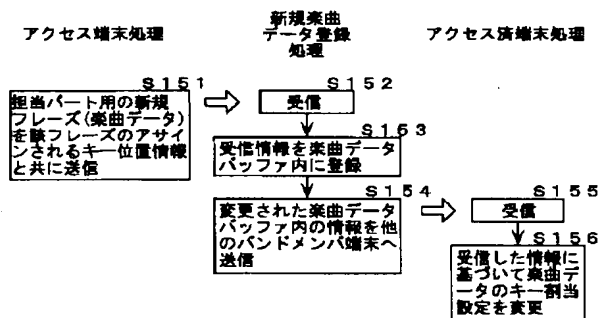 アクセス端末処理
新規楽曲
データ登録
処理
アクセス済端末処理
S151
担当パート用の新規
フレーズ(楽曲データ)
を該フレーズのアサイ
ンされるキー位置情報
と共に送信
S152
受信
S153
受信情報を楽曲データ
バッファ内に登録
S154
変更された楽曲データ
バッファ内の情報を他
のバンドメンバ端末へ
送信
S155
受信
S156
受信した情報に
基づいて楽曲デ
ータのキー割当
設定を変更